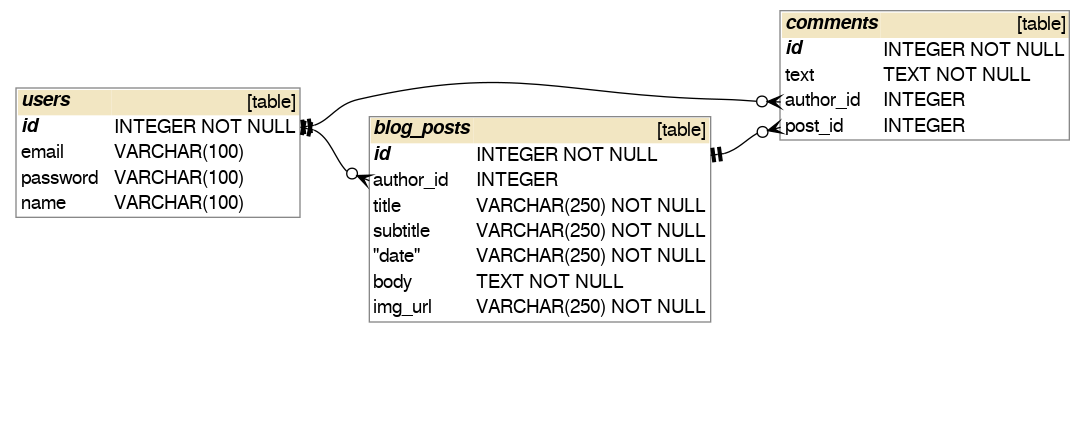 users [table]
id INTEGER NOT NULL
email VARCHAR(100)
password VARCHAR(100)
name VARCHAR(100)
blog_posts [table]
id INTEGER NOT NULL
author_id INTEGER
title VARCHAR(250) NOT NULL
subtitle VARCHAR(250) NOT NULL
"date" VARCHAR(250) NOT NULL
body TEXT NOT NULL
img_url VARCHAR(250) NOT NULL
comments [table]
id INTEGER NOT NULL
text TEXT NOT NULL
author_id INTEGER
post_id INTEGER